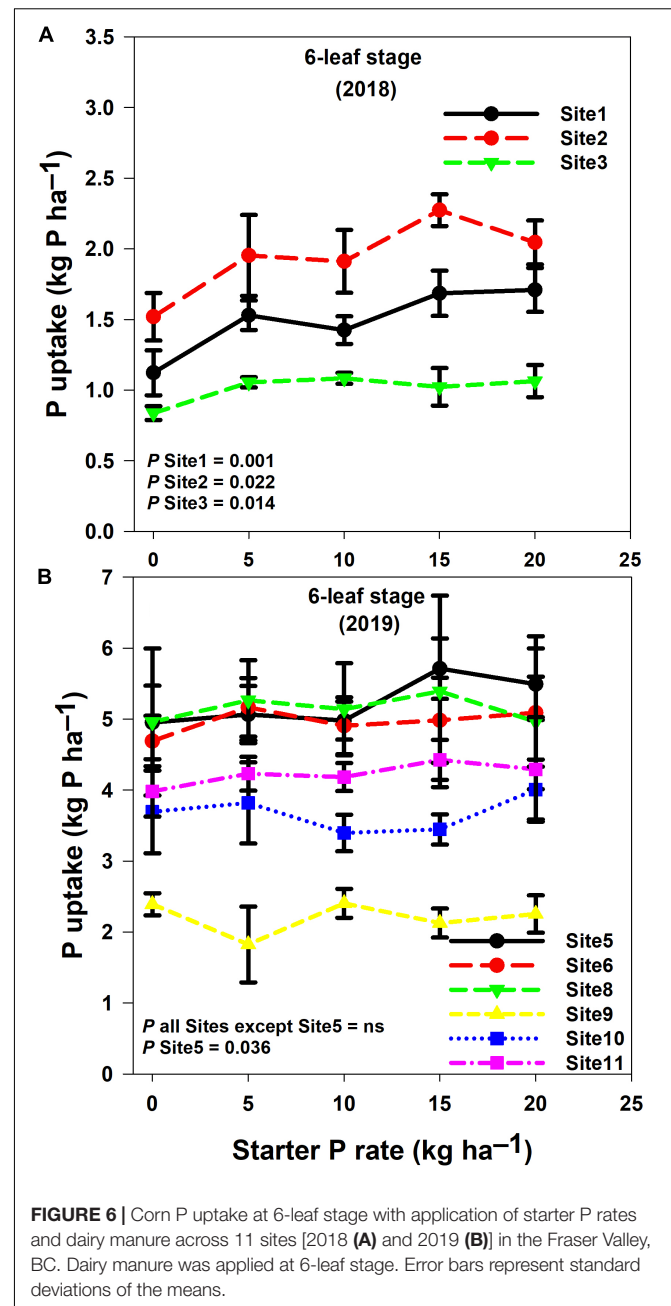 A
6-leaf stage
(2018)
Site1
Site2
Site3
3.5
3.0
2.5
2.0
1.5
1.0
0.5
0.0
P uptake (kg P ha⁻¹)
P Site1 = 0.001
P Site2 = 0.022
P Site3 = 0.014
0 5 10 15 20 25
B
6-leaf stage
(2019)
7
6
5
4
3
2
1
0
P uptake (kg P ha⁻¹)
Site5
Site6
Site8
Site9
Site10
Site11
P all Sites except Site5 = ns
P Site5 = 0.036
0 5 10 15 20 25
Starter P rate (kg ha⁻¹)
FIGURE 6 | Corn P uptake at 6-leaf stage with application of starter P rates
and dairy manure across 11 sites [2018 (A) and 2019 (B)] in the Fraser Valley,
BC. Dairy manure was applied at 6-leaf stage. Error bars represent standard
deviations of the means.